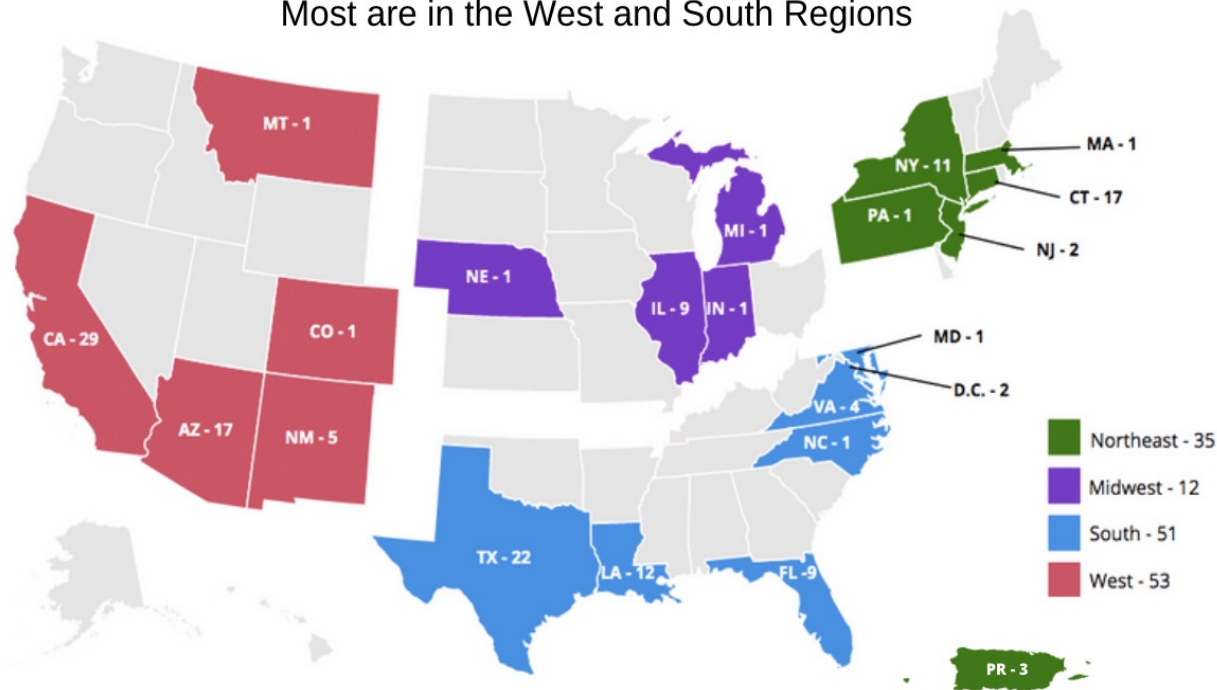 Most are in the West and South Regions
MT - 1
MA - 1
NY - 11
CT - 17
PA - 1
MI - 1
NJ - 2
NE - 1
IL - 9
IN - 1
CO - 1
CA - 29
MD - 1
D.C. - 2
VA - 4
AZ - 17
NM - 5
NC - 1
Northeast - 35
Midwest - 12
South - 51
West - 53
TX - 22
LA - 12
FL -9
PR - 3